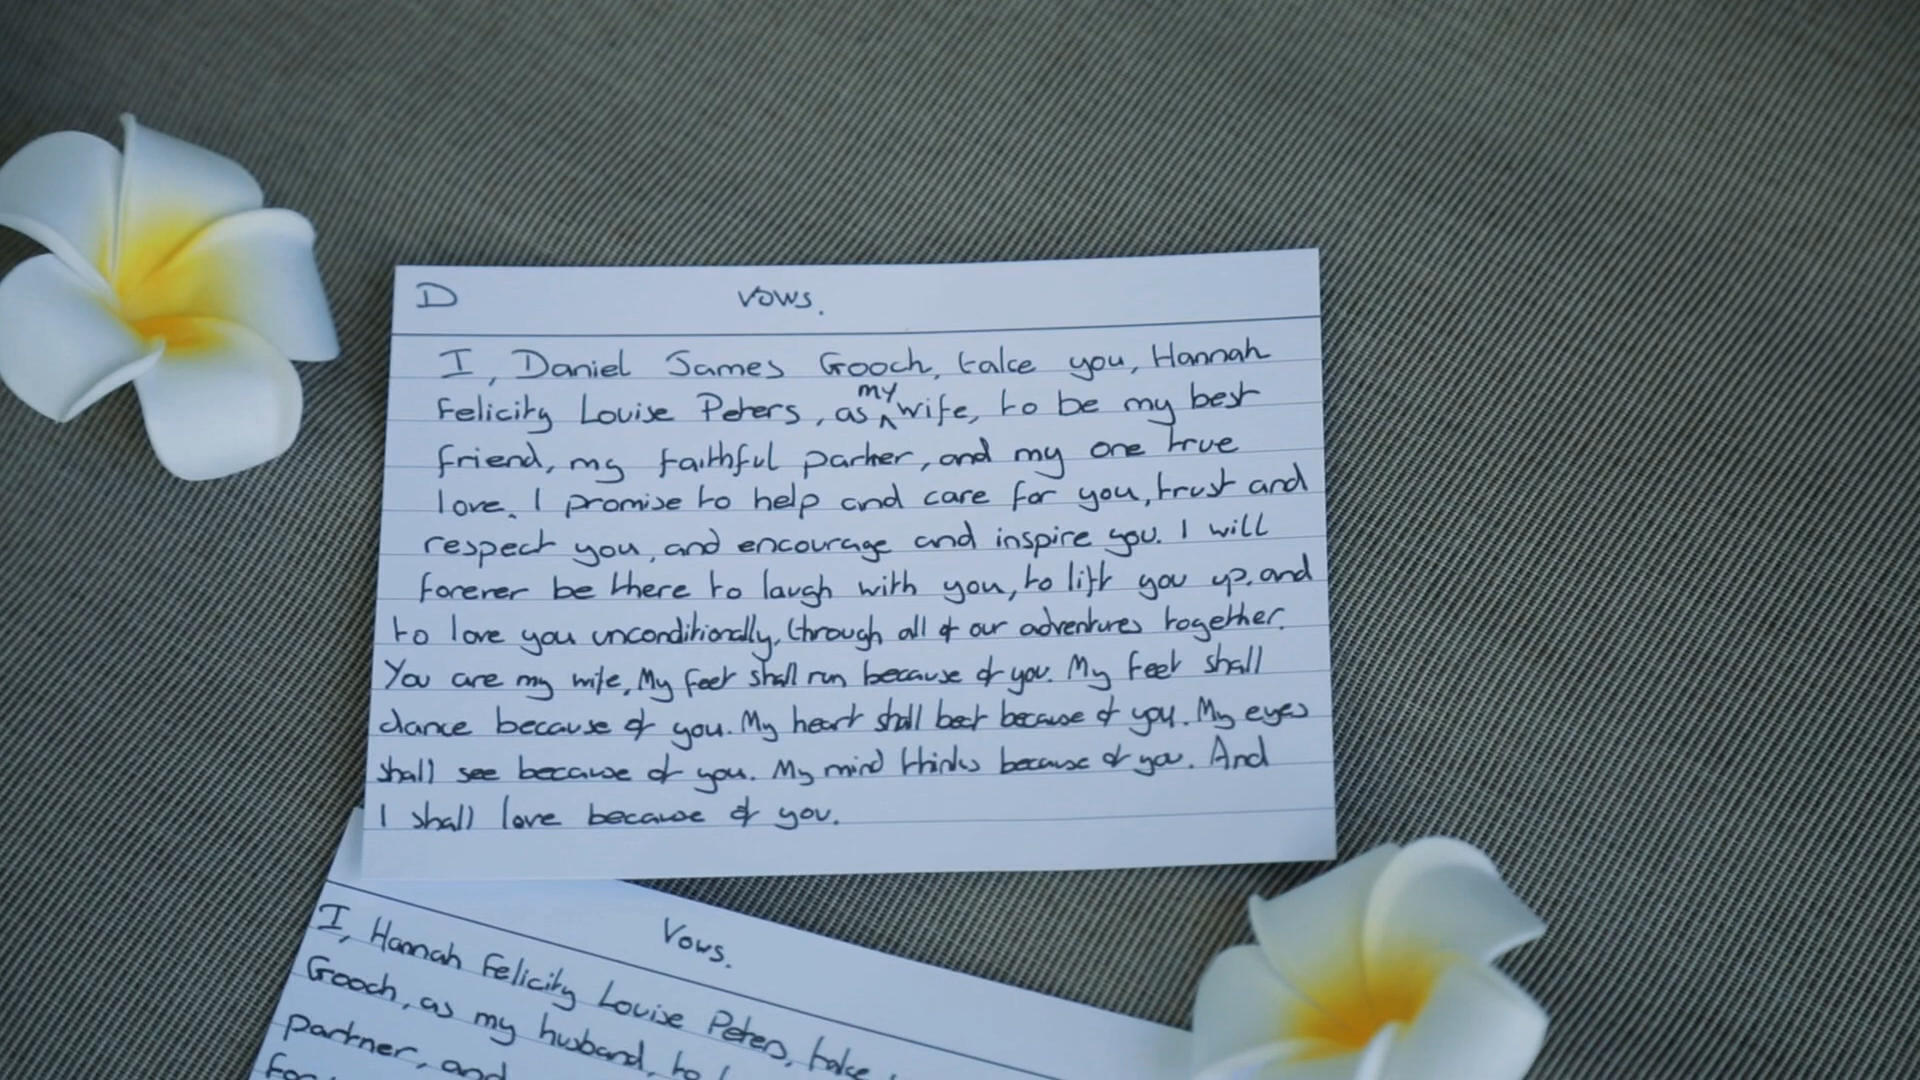 D vows.
I, Daniel James Gooch, take you, Hannah
my
Felicity Louise Peters, as ^ wife, to be my best
friend, my faithful partner, and my one true
love. I promise to help and care for you, trust and
respect you, and encourage and inspire you. I will
forever be there to laugh with you, to lift you up, and
to love you unconditionally, through all of our adventures together.
You are my wife, My feet shall run because of you. My feet shall
dance because of you. My heart shall beat because of you. My eyes
shall see because of you. My mind thinks because of you. And
I shall love because of you.
Vows.
I, Hannah Felicity Louise Peters, take
Gooch, as my husband, to
partner, and
for